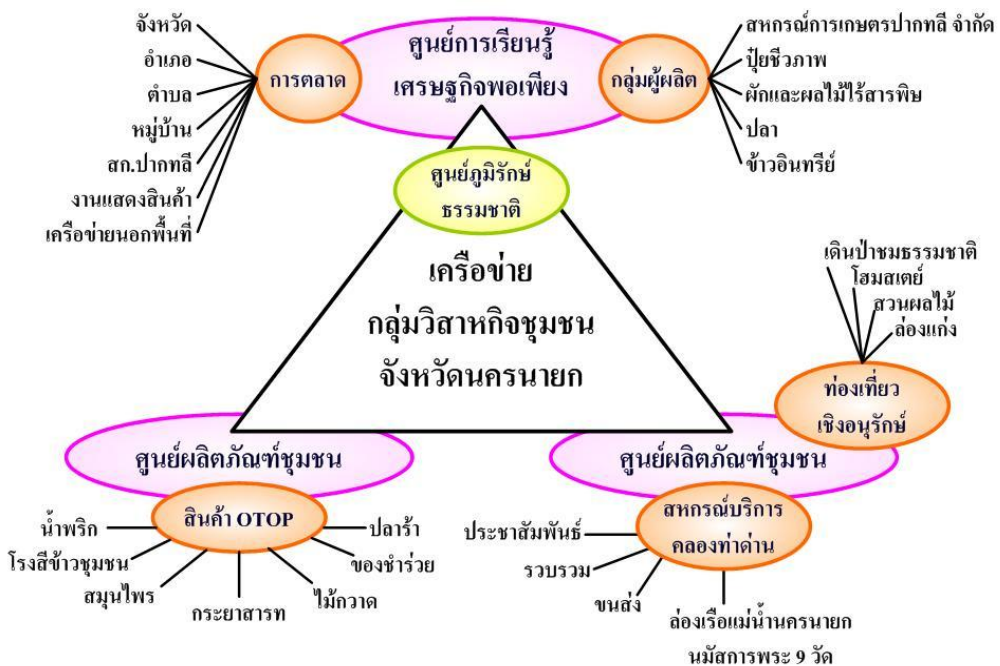 จังหวัด
อำเภอ
ตำบล
หมู่บ้าน
สก.ปากทลี
งานแสดงสินค้า
เครือข่ายนอกพื้นที่
การตลาด
ศูนย์การเรียนรู้
เศรษฐกิจพอเพียง
กลุ่มผู้ผลิต
สหกรณ์การเกษตรปากทลี จำกัด
ปุ๋ยชีวภาพ
ผักและผลไม้ไร้สารพิษ
ปลา
ข้าวอินทรีย์
ศูนย์ภูมิรักษ์
ธรรมชาติ
เครือข่าย
กลุ่มวิสาหกิจชุมชน
จังหวัดนครนายก
เดินป่าชมธรรมชาติ
โฮมสเตย์
สวนผลไม้
ล่องแก่ง
ท่องเที่ยว
เชิงอนุรักษ์
ศูนย์ผลิตภัณฑ์ชุมชน
สินค้า OTOP
น้ำพริก
โรงสีข้าวชุมชน
สมุนไพร
กระยาสารท
ไม้กวาด
ของชำร่วย
ปลาร้า
ศูนย์ผลิตภัณฑ์ชุมชน
สหกรณ์บริการ
คลองท่าด่าน
ประชาสัมพันธ์
รวบรวม
ขนส่ง
ล่องเรือแม่น้ำนครนายก
นมัสการพระ 9 วัด